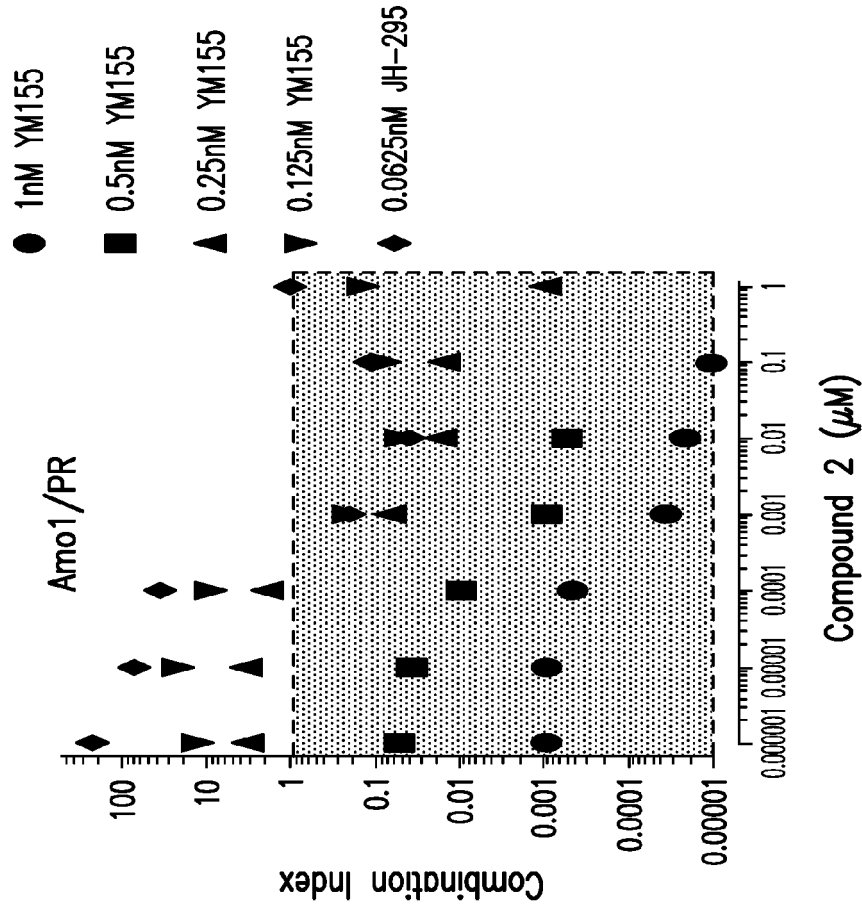 Amo1/PR
1nM YM155
0.5nM YM155
0.25nM YM155
0.125nM YM155
0.0625nM JH-295
Combination Index
100
10
1
0.1
0.01
0.001
0.0001
0.00001
0.000001
0.00001
0.0001
0.001
0.01
0.1
1
Compound 2 (μM)